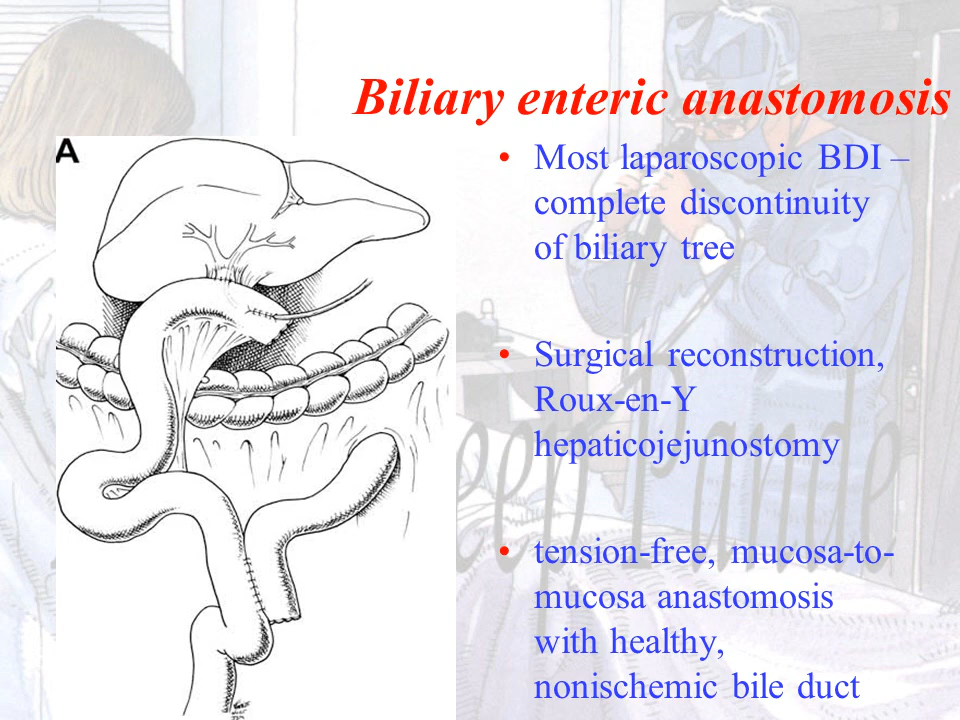 Biliary enteric anastomosis
A
• Most laparoscopic BDI –
complete discontinuity
of biliary tree
• Surgical reconstruction,
Roux-en-Y
hepaticojejunostomy
• tension-free, mucosa-to-
mucosa anastomosis
with healthy,
nonischemic bile duct